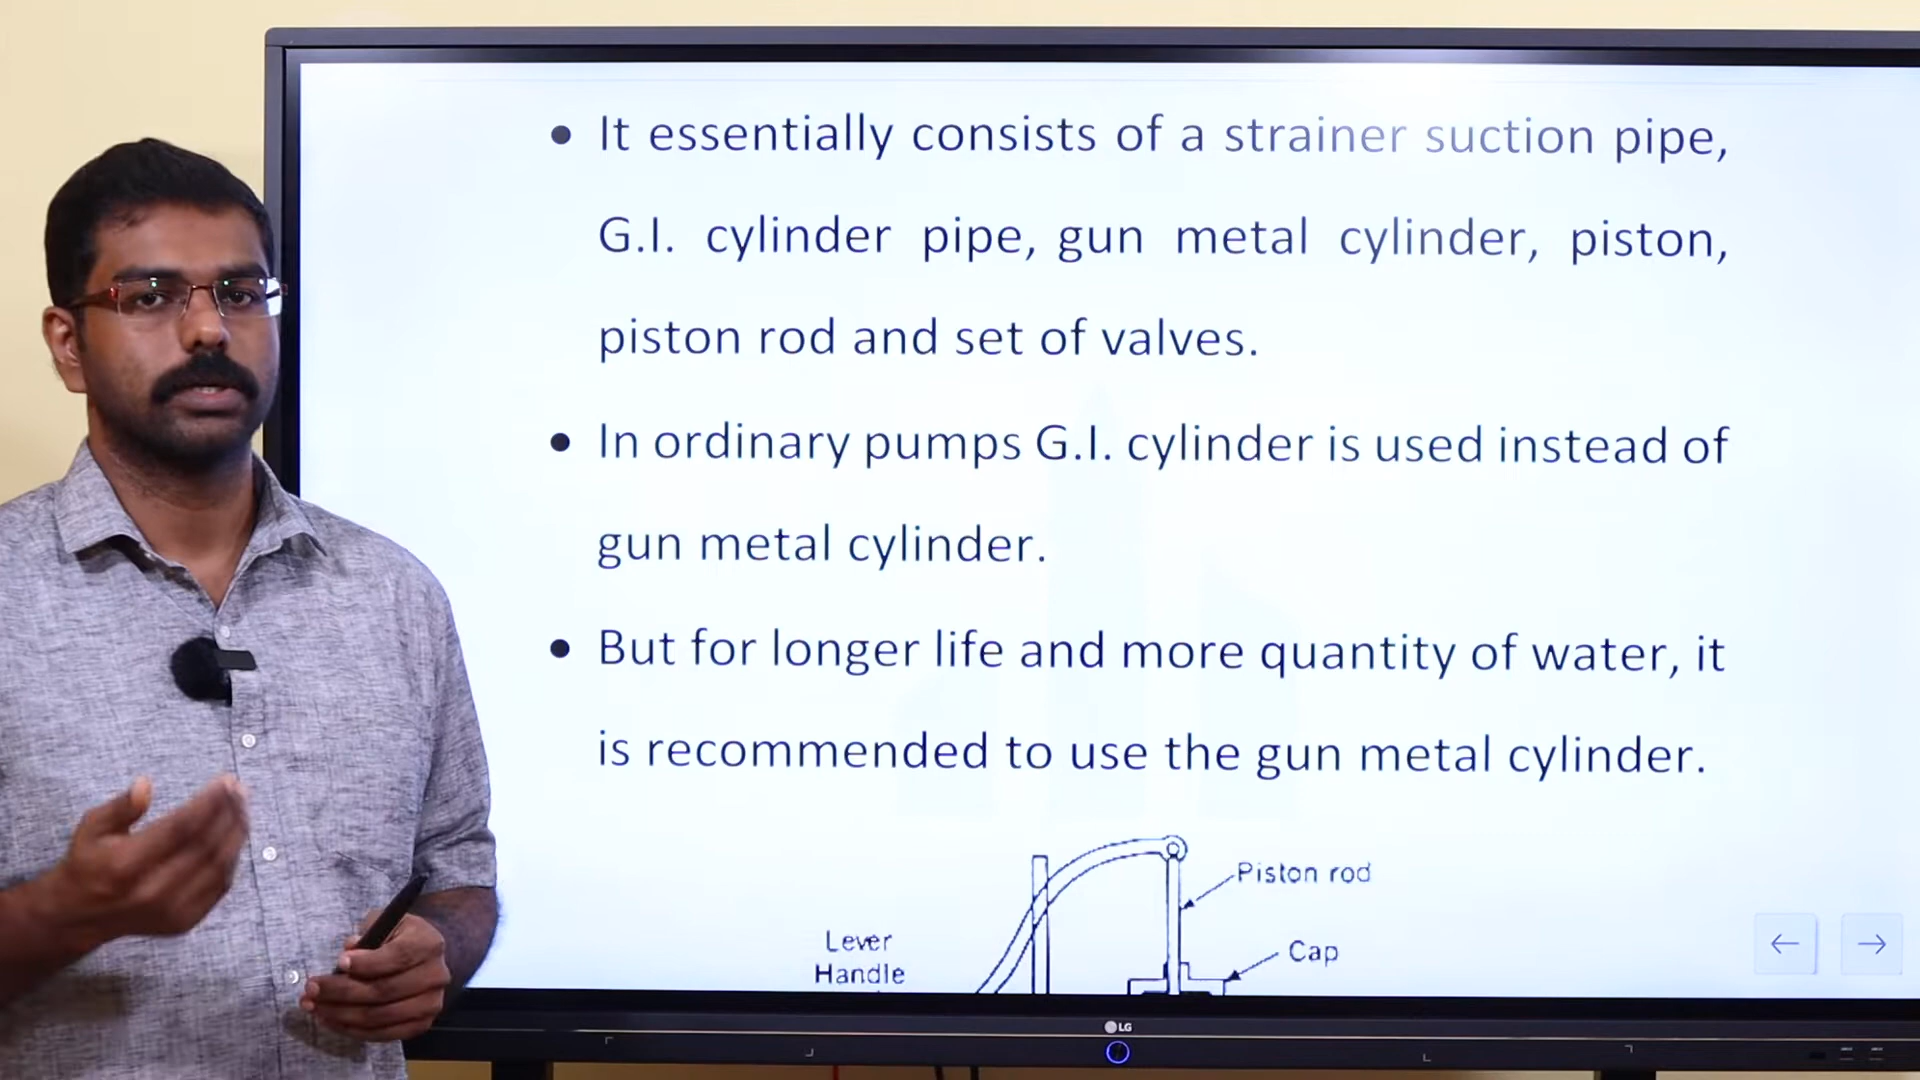 • It essentially consists of a strainer suction pipe,
G.I. cylinder pipe, gun metal cylinder, piston,
piston rod and set of valves.
• In ordinary pumps G.I. cylinder is used instead of
gun metal cylinder.
• But for longer life and more quantity of water, it
is recommended to use the gun metal cylinder.
Piston rod
Lever
Handle
Cap
LG